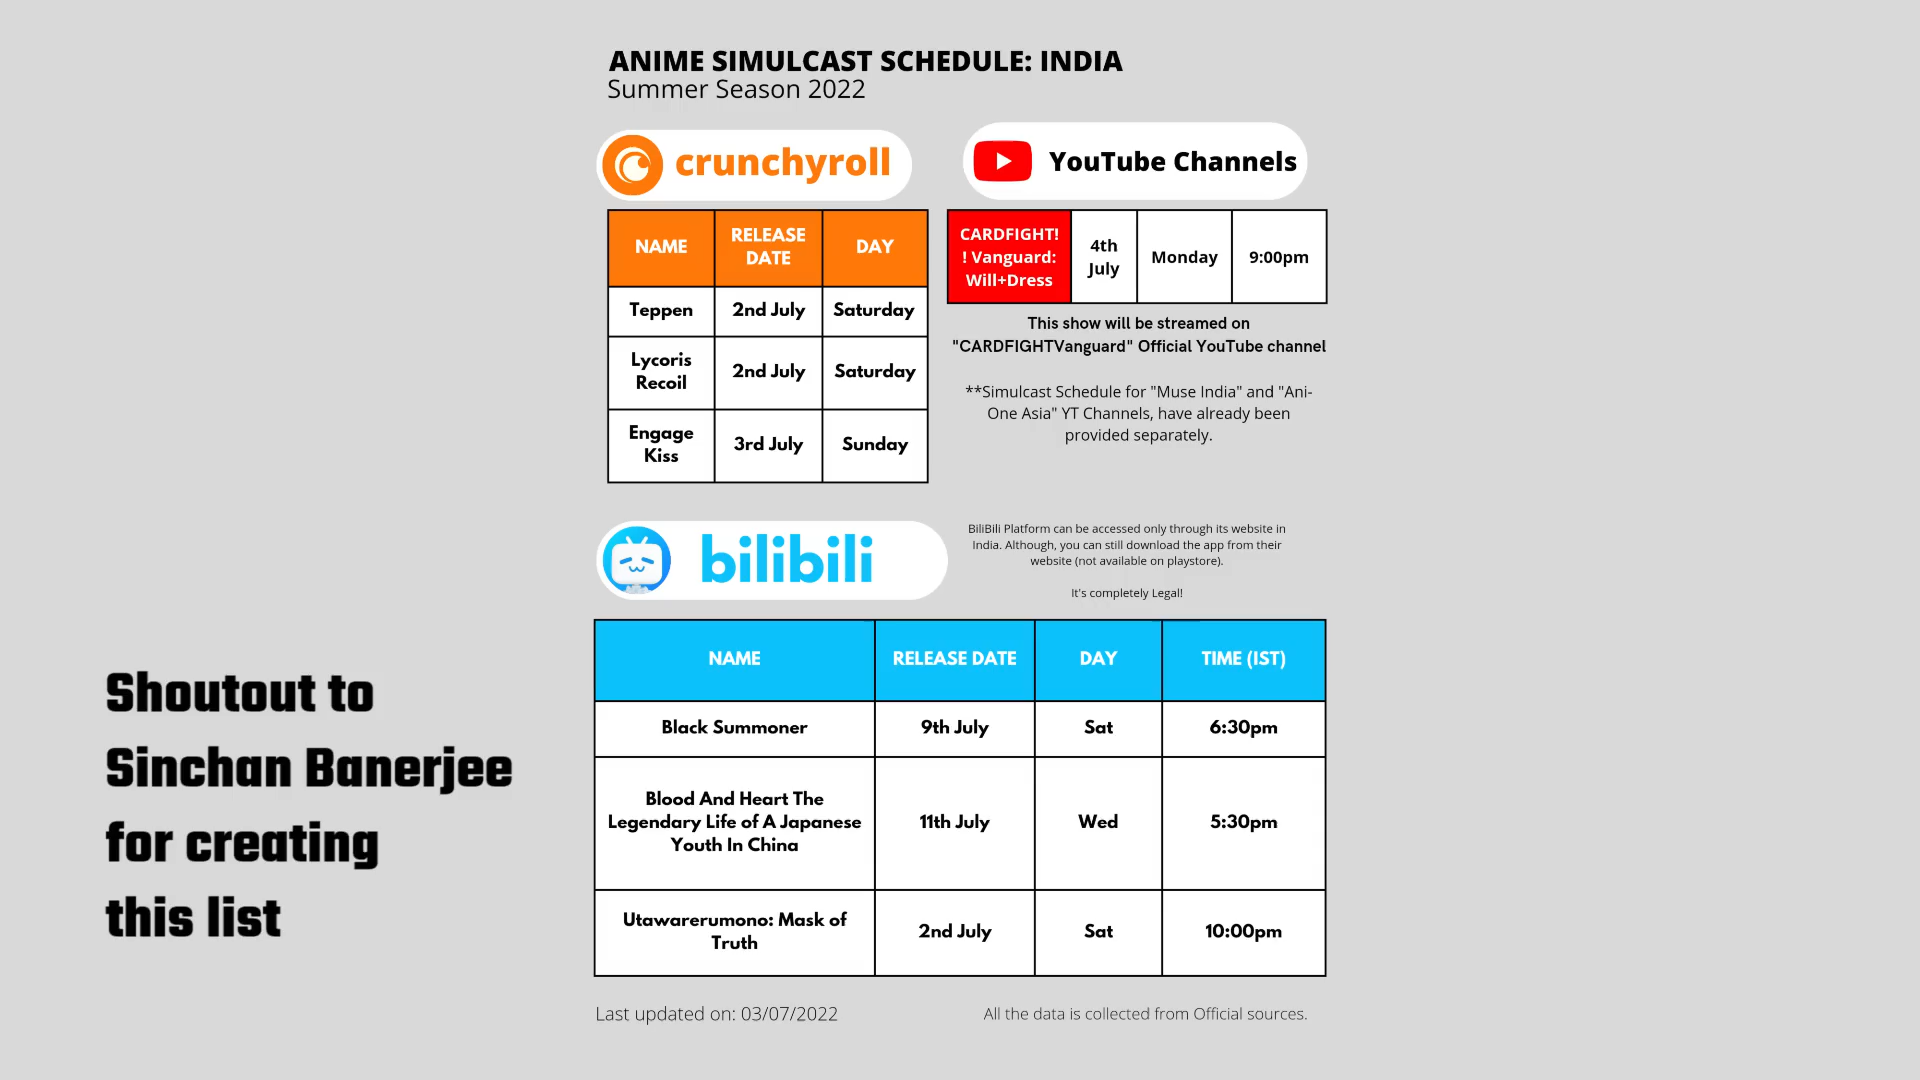 ANIME SIMULCAST SCHEDULE: INDIA
Summer Season 2022
crunchyroll
NAME
RELEASE
DATE
DAY
Teppen
2nd July
Saturday
Lycoris
Recoil
2nd July
Saturday
Engage
Kiss
3rd July
Sunday
YouTube Channels
CARDFIGHT!
! Vanguard:
Will+Dress
4th
July
Monday
9:00pm
This show will be streamed on
"CARDFIGHTVanguard" Official YouTube channel
**Simulcast Schedule for "Muse India" and "Ani-
One Asia" YT Channels, have already been
provided separately.
bilibili
BiliBili Platform can be accessed only through its website in
India. Although, you can still download the app from their
website (not available on playstore).
It's completely Legal!
NAME
RELEASE DATE
DAY
TIME (IST)
Black Summoner
9th July
Sat
6:30pm
Blood And Heart The
Legendary Life of A Japanese
Youth In China
11th July
Wed
5:30pm
Utawarerumono: Mask of
Truth
2nd July
Sat
10:00pm
Last updated on: 03/07/2022
All the data is collected from Official sources.
Shoutout to
Sinchan Banerjee
for creating
this list